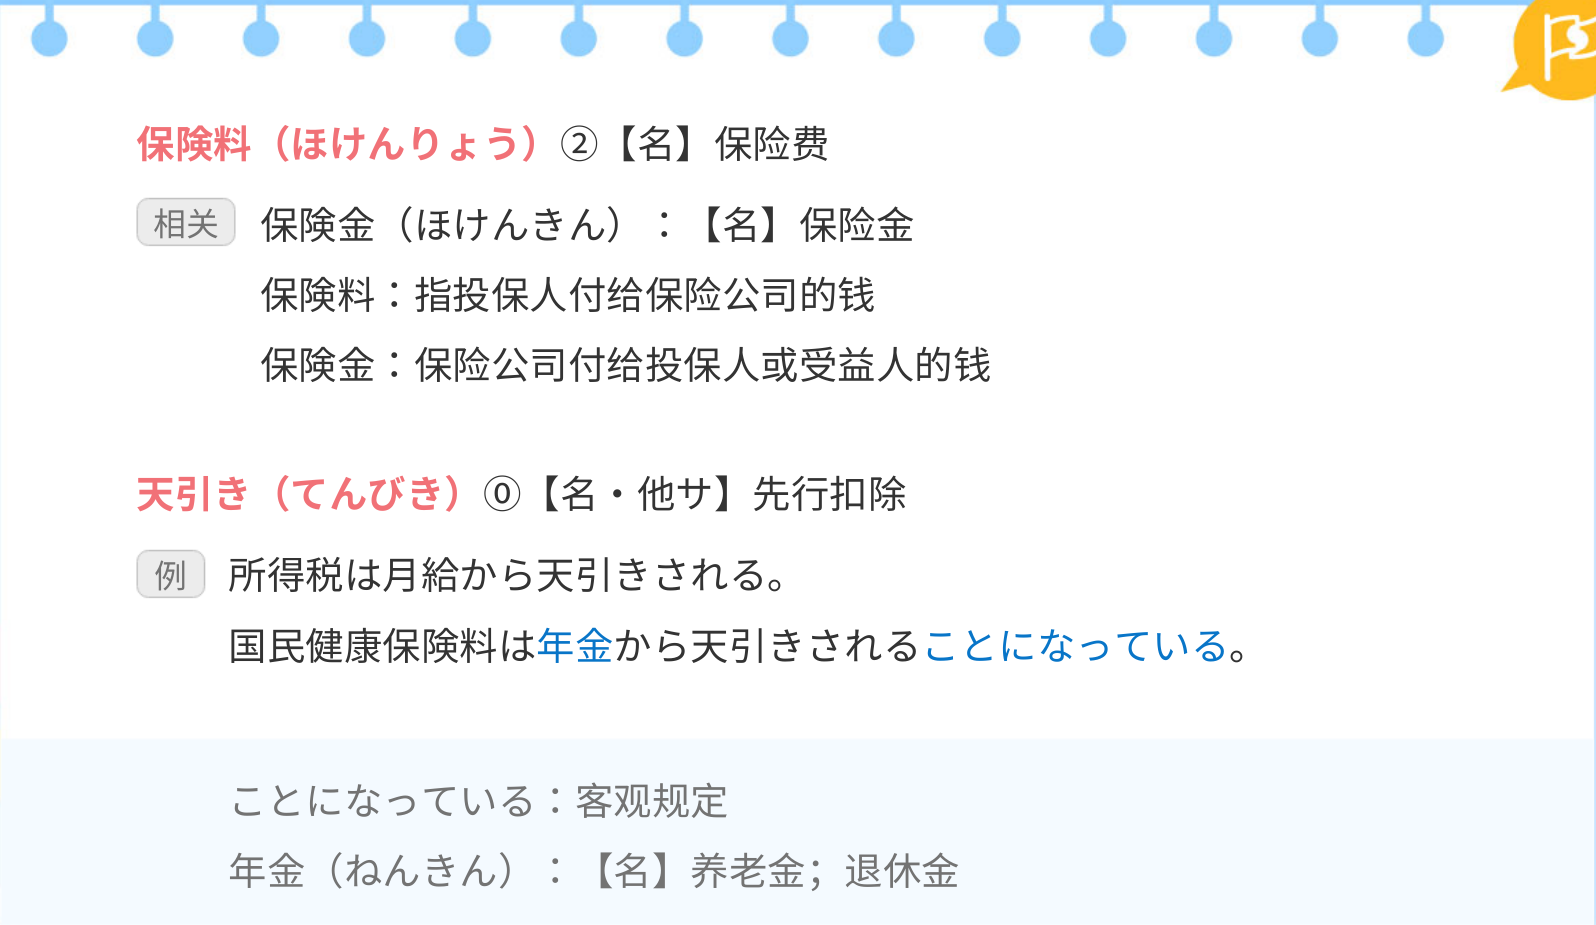 保険料（ほけんりょう）②【名】保险费
相关 保険金（ほけんきん）：【名】保险金
保険料：指投保人付给保险公司的钱
保険金：保险公司付给投保人或受益人的钱
天引き（てんびき）⓪【名・他サ】先行扣除
例 所得税は月給から天引きされる。
国民健康保険料は年金から天引きされることになっている。
ことになっている：客观规定
年金（ねんきん）：【名】养老金；退休金